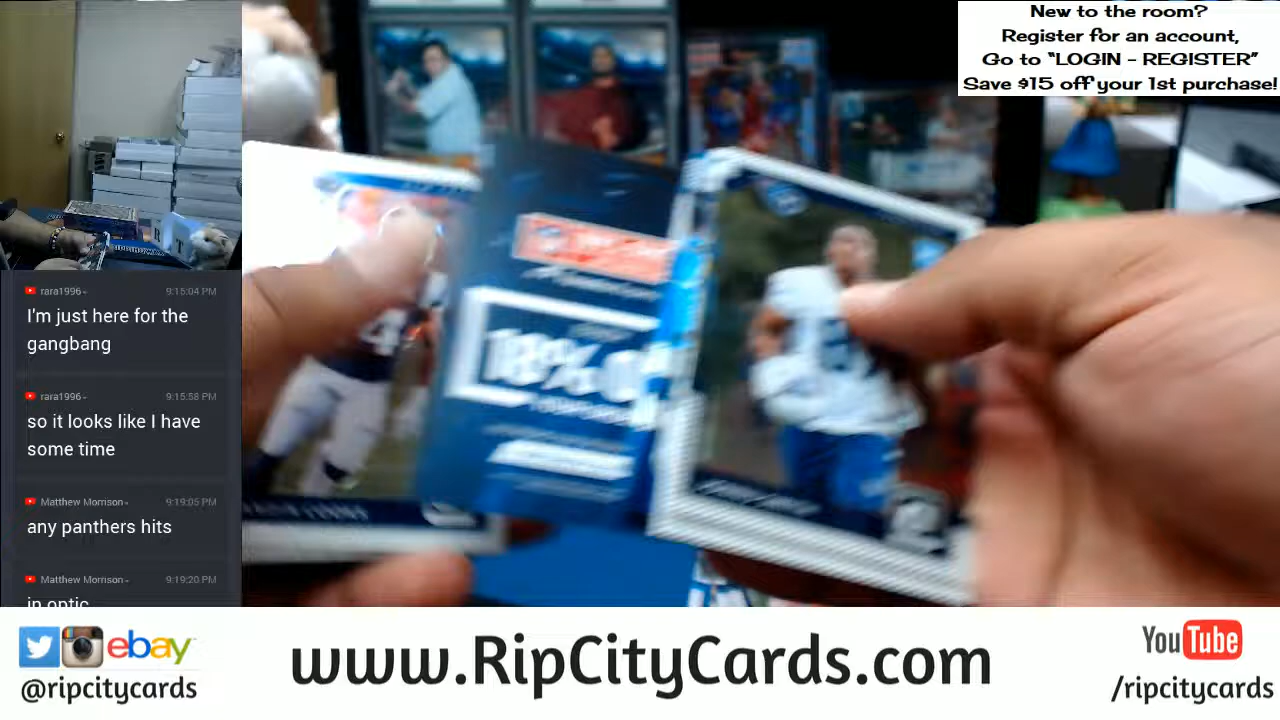 New to the room?
Register for an account,
Go to "LOGIN - REGISTER"
Save $15 off your 1st purchase!
rara1996 9:15:04 PM
I'm just here for the
gangbang
rara1996 9:15:58 PM
so it looks like I have
some time
Matthew Morrison 9:19:05 PM
any panthers hits
Matthew Morrison 9:19:20 PM
in optic
18%
ebay
@ripcitycards
www.RipCityCards.com
YouTube
/ripcitycards